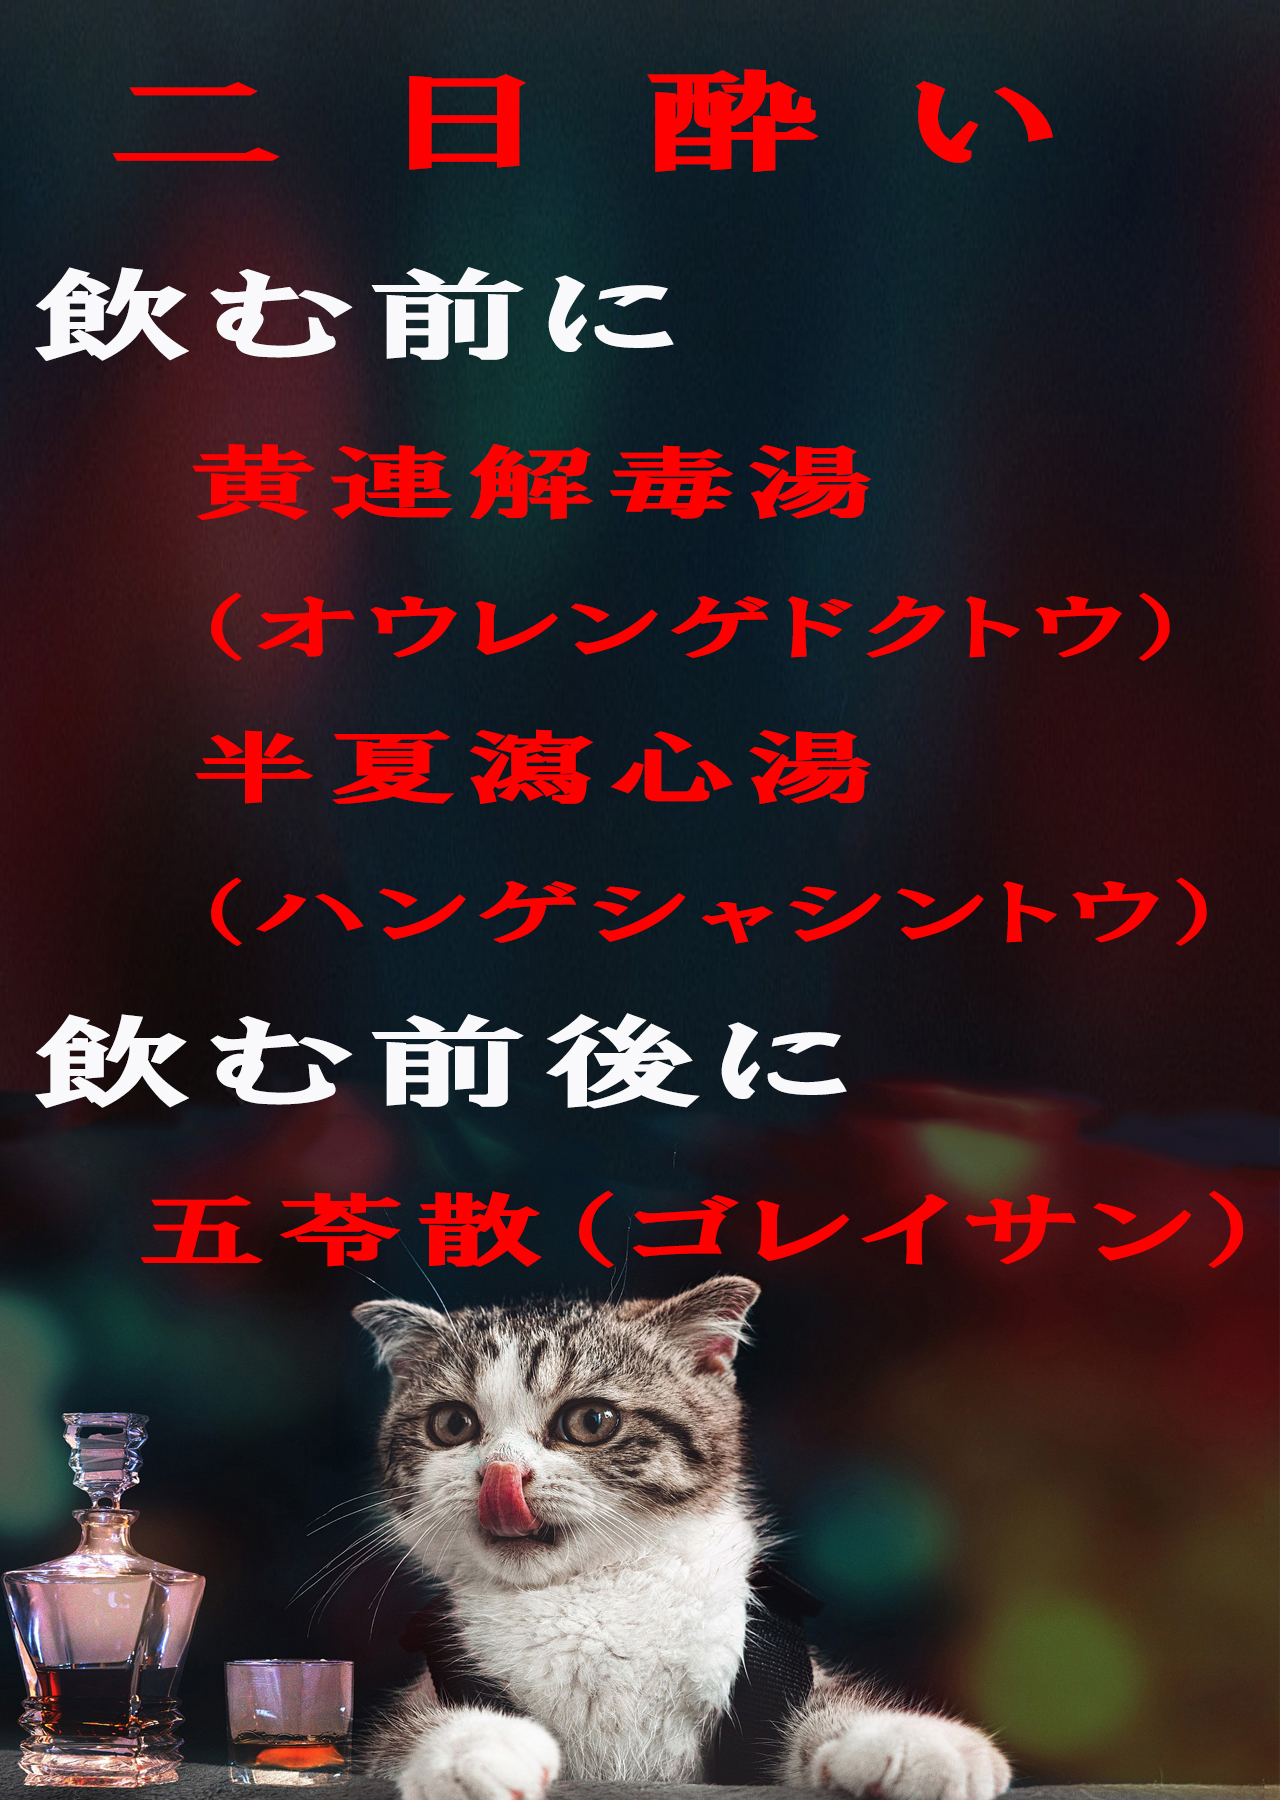 二日酔い
飲む前に
黄連解毒湯
（オウレンゲドクトウ）
半夏瀉心湯
（ハンゲシャシントウ）
飲む前後に
五苓散（ゴレイサン）